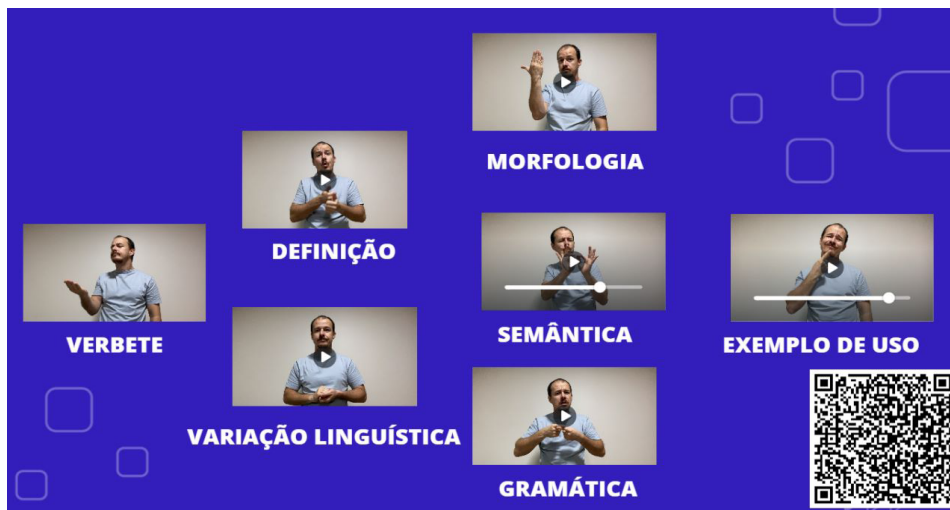 MORFOLOGIA
DEFINIÇÃO
SEMÂNTICA
VERBETE
EXEMPLO DE USO
VARIAÇÃO LINGUÍSTICA
GRAMÁTICA